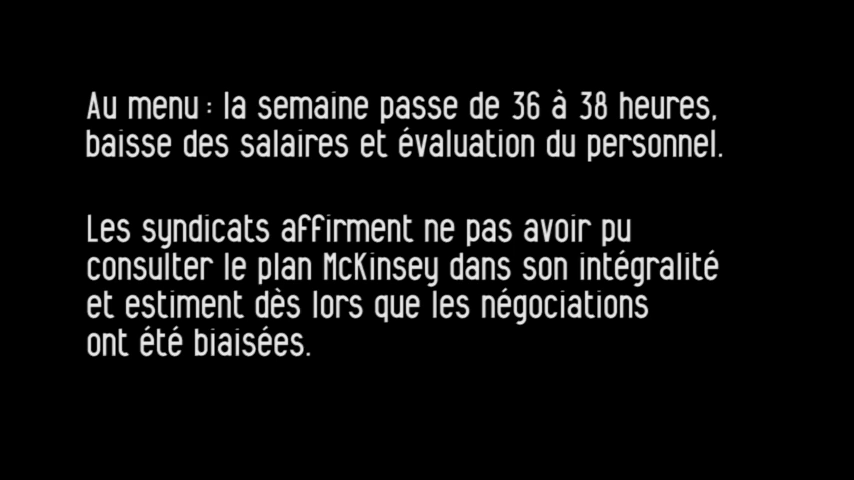 Au menu : la semaine passe de 36 à 38 heures,
baisse des salaires et évaluation du personnel.
Les syndicats affirment ne pas avoir pu
consulter le plan McKinsey dans son intégralité
et estiment dès lors que les négociations
ont été biaisées.